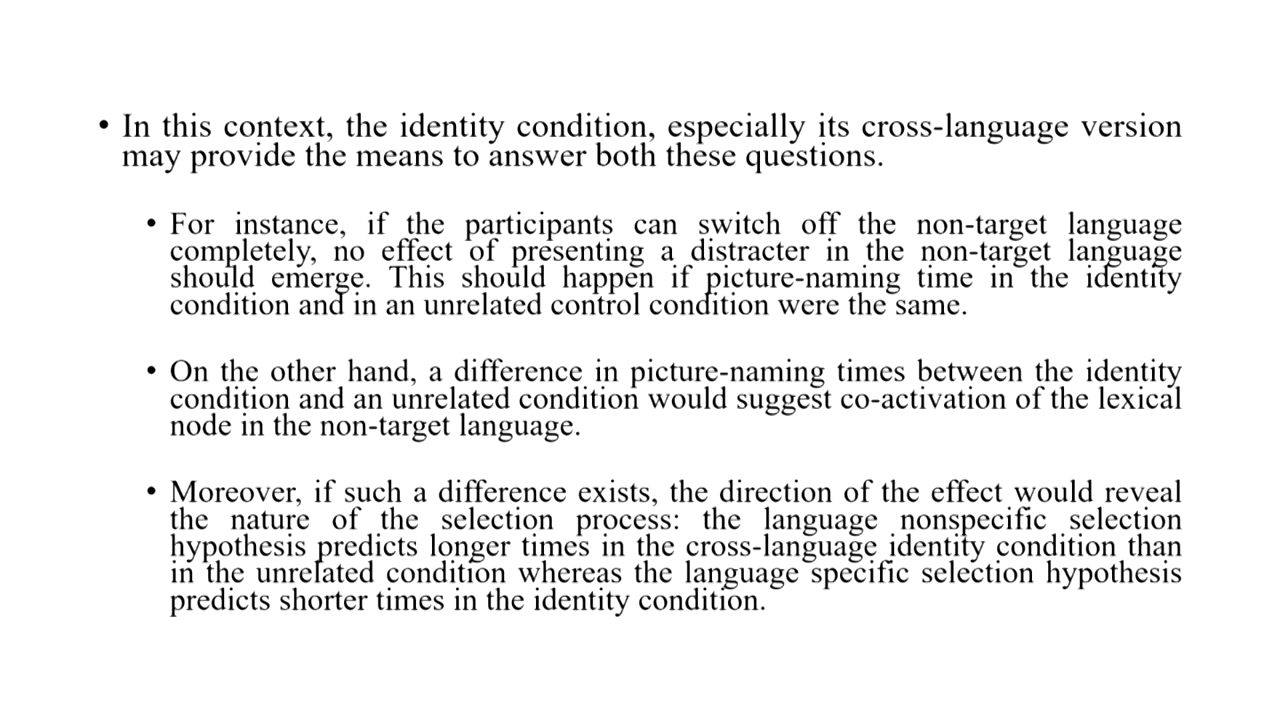 • In this context, the identity condition, especially its cross-language version
may provide the means to answer both these questions.
• For instance, if the participants can switch off the non-target language
completely, no effect of presenting a distracter in the non-target language
should emerge. This should happen if picture-naming time in the identity
condition and in an unrelated control condition were the same.
• On the other hand, a difference in picture-naming times between the identity
condition and an unrelated condition would suggest co-activation of the lexical
node in the non-target language.
• Moreover, if such a difference exists, the direction of the effect would reveal
the nature of the selection process: the language nonspecific selection
hypothesis predicts longer times in the cross-language identity condition than
in the unrelated condition whereas the language specific selection hypothesis
predicts shorter times in the identity condition.